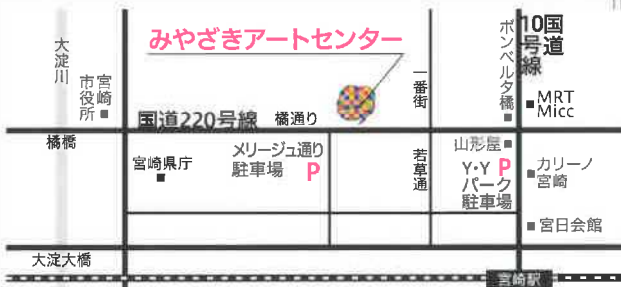 みやざきアートセンター
大淀川
宮崎
市役所
国道220号線
橘通り
一番街
ボンベルタ橘
10号線
国道
MRT
Micc
橘橋
宮崎県庁
メリージュ通り
駐車場 P
若草通
山形屋
Y・Y P
パーク
駐車場
カリーノ
宮崎
宮日会館
大淀大橋
宮崎駅